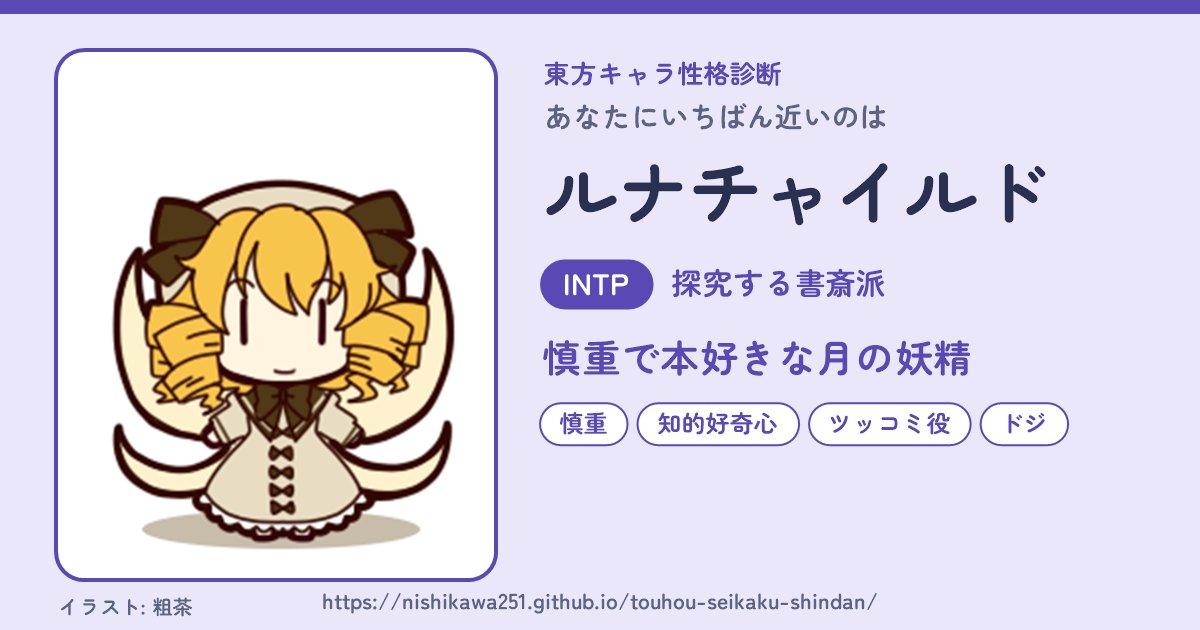 東方キャラ性格診断
あなたにいちばん近いのは
ルナチャイルド
INTP 探究する書斎派
慎重で本好きな月の妖精
慎重 知的好奇心 ツッコミ役 ドジ
イラスト: 粗茶
https://nishikawa251.github.io/touhou-seikaku-shindan/